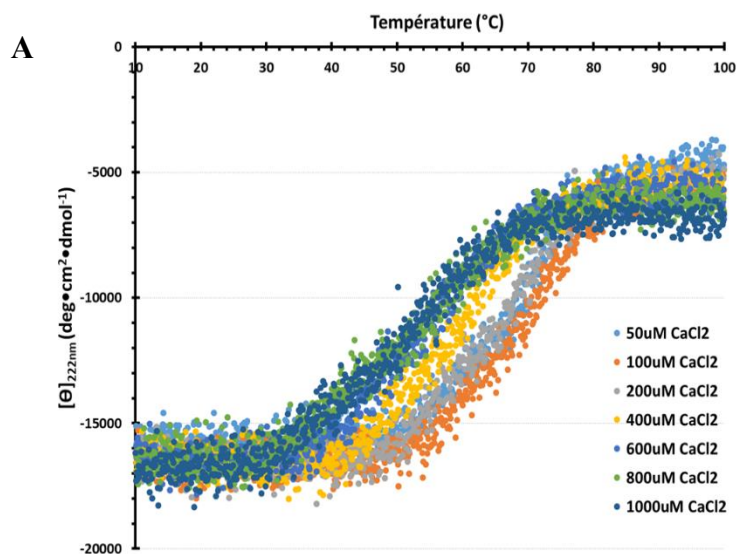 A
Température (°C)
0
10 20 30 40 50 60 70 80 90 100
-5000
-10000
-15000
-20000
[Θ]222nm (deg•cm2•dmol-1)
50uM CaCl2
100uM CaCl2
200uM CaCl2
400uM CaCl2
600uM CaCl2
800uM CaCl2
1000uM CaCl2